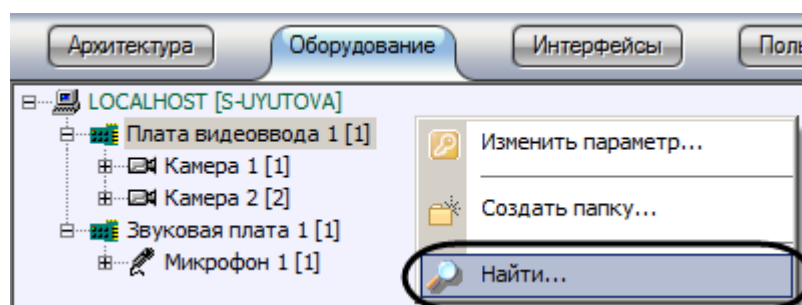 Архитектура Оборудование Интерфейсы
LOCALHOST [S-UYUTOVA]
Плата видеоввода 1 [1]
Изменить параметр...
Камера 1 [1]
Камера 2 [2]
Создать папку...
Звуковая плата 1 [1]
Микрофон 1 [1]
Найти...